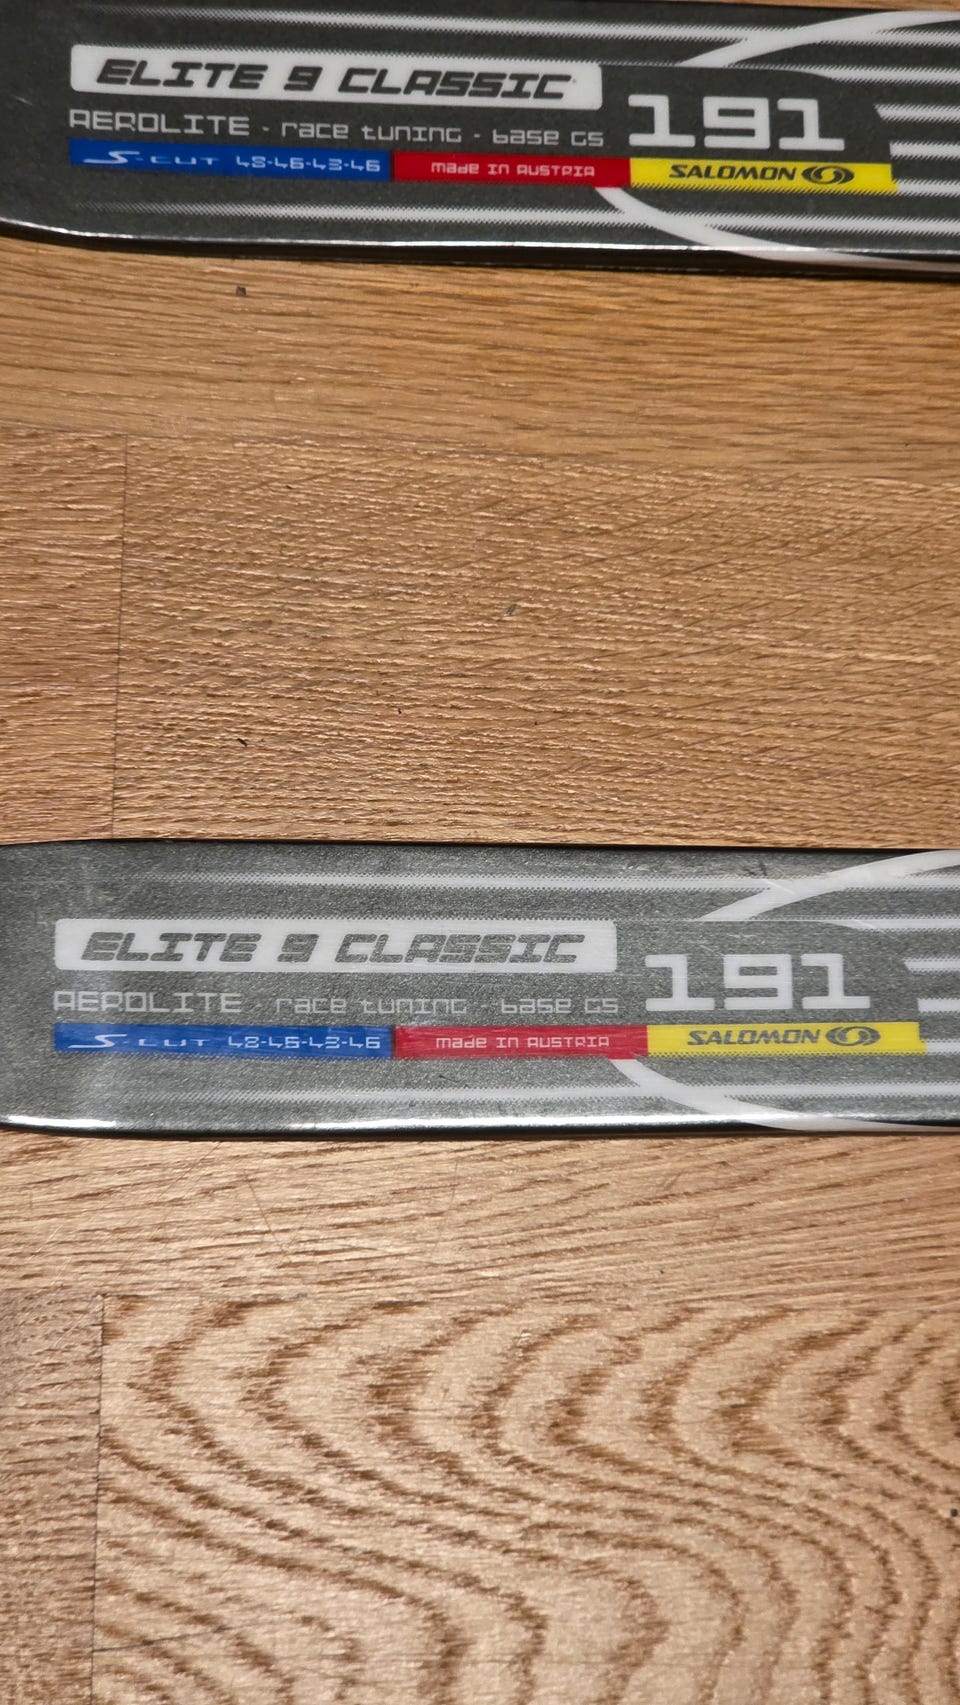 ELITE 9 CLASSIC
AEROLITE - race tuning - base GS 191
S-CUT 48-46-43-46 made in AUSTRIA SALOMON
ELITE 9 CLASSIC
AEROLITE - race tuning - base GS 191
S-CUT 48-46-43-46 made in AUSTRIA SALOMON